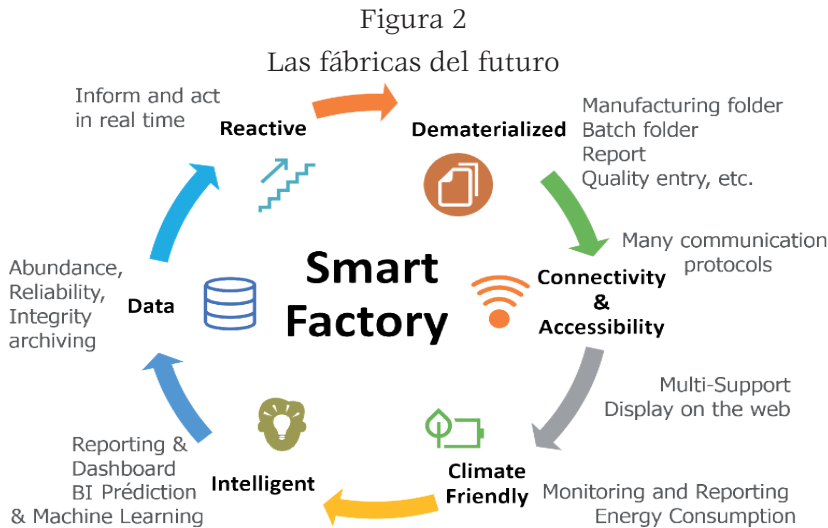 Figura 2
Las fábricas del futuro
Inform and act
in real time
Reactive
Dematerialized
Manufacturing folder
Batch folder
Report
Quality entry, etc.
Many communication
protocols
Connectivity
&
Accessibility
Smart
Factory
Multi-Support
Display on the web
Climate
Friendly
Monitoring and Reporting
Energy Consumption
Intelligent
Reporting &
Dashboard
BI Prédiction
& Machine Learning
Data
Abundance,
Reliability,
Integrity
archiving